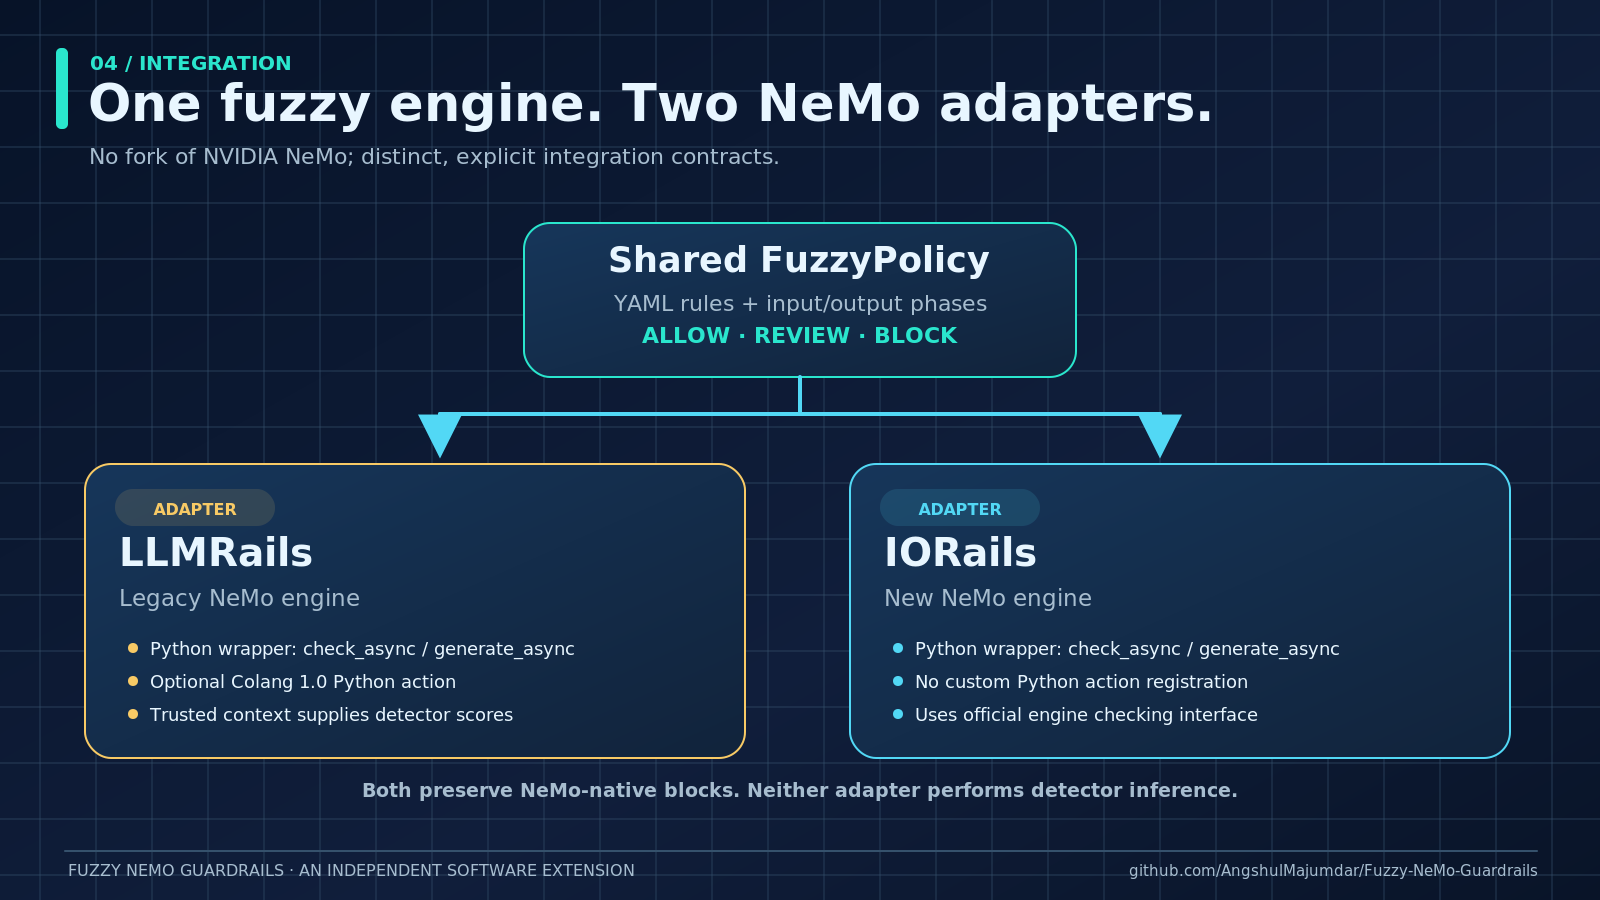 04 / INTEGRATION
One fuzzy engine. Two NeMo adapters.
No fork of NVIDIA NeMo; distinct, explicit integration contracts.
Shared FuzzyPolicy
YAML rules + input/output phases
ALLOW · REVIEW · BLOCK
ADAPTER
LLMRails
Legacy NeMo engine
Python wrapper: check_async / generate_async
Optional Colang 1.0 Python action
Trusted context supplies detector scores
ADAPTER
IORails
New NeMo engine
Python wrapper: check_async / generate_async
No custom Python action registration
Uses official engine checking interface
Both preserve NeMo-native blocks. Neither adapter performs detector inference.
FUZZY NEMO GUARDRAILS · AN INDEPENDENT SOFTWARE EXTENSION
github.com/AngshulMajumdar/Fuzzy-NeMo-Guardrails